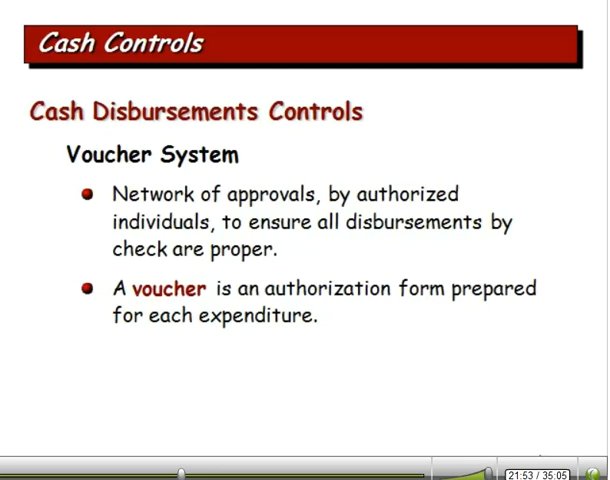 Cash Controls
Cash Disbursements Controls
Voucher System
Network of approvals, by authorized
individuals, to ensure all disbursements by
check are proper.
A voucher is an authorization form prepared
for each expenditure.
21:53 / 35:05